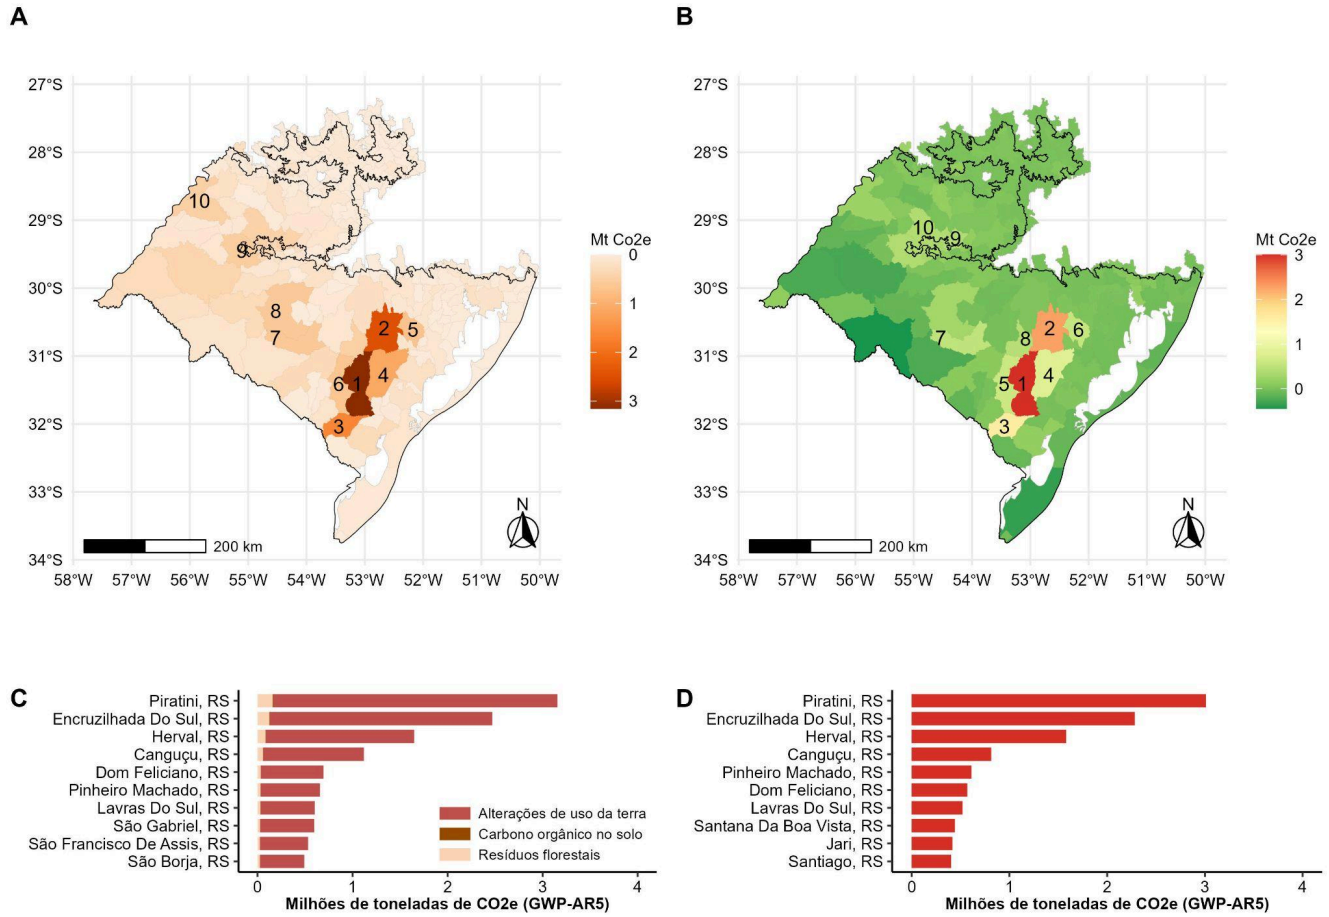 A
B
27°S
28°S
29°S
30°S
31°S
32°S
33°S
34°S
58°W 57°W 56°W 55°W 54°W 53°W 52°W 51°W 50°W
10
9
8
7
2
5
6
1
4
3
N
200 km
Mt Co2e
0
1
2
3
27°S
28°S
29°S
30°S
31°S
32°S
33°S
34°S
58°W 57°W 56°W 55°W 54°W 53°W 52°W 51°W 50°W
10
9
7
8
2
6
5
1
4
3
N
200 km
Mt Co2e
3
2
1
0
C
Piratini, RS
Encruzilhada Do Sul, RS
Herval, RS
Canguçu, RS
Dom Feliciano, RS
Pinheiro Machado, RS
Lavras Do Sul, RS
São Gabriel, RS
São Francisco De Assis, RS
São Borja, RS
Alterações de uso da terra
Carbono orgânico no solo
Resíduos florestais
0 1 2 3 4
Milhões de toneladas de CO2e (GWP-AR5)
D
Piratini, RS
Encruzilhada Do Sul, RS
Herval, RS
Canguçu, RS
Pinheiro Machado, RS
Dom Feliciano, RS
Lavras Do Sul, RS
Santana Da Boa Vista, RS
Jari, RS
Santiago, RS
0 1 2 3 4
Milhões de toneladas de CO2e (GWP-AR5)